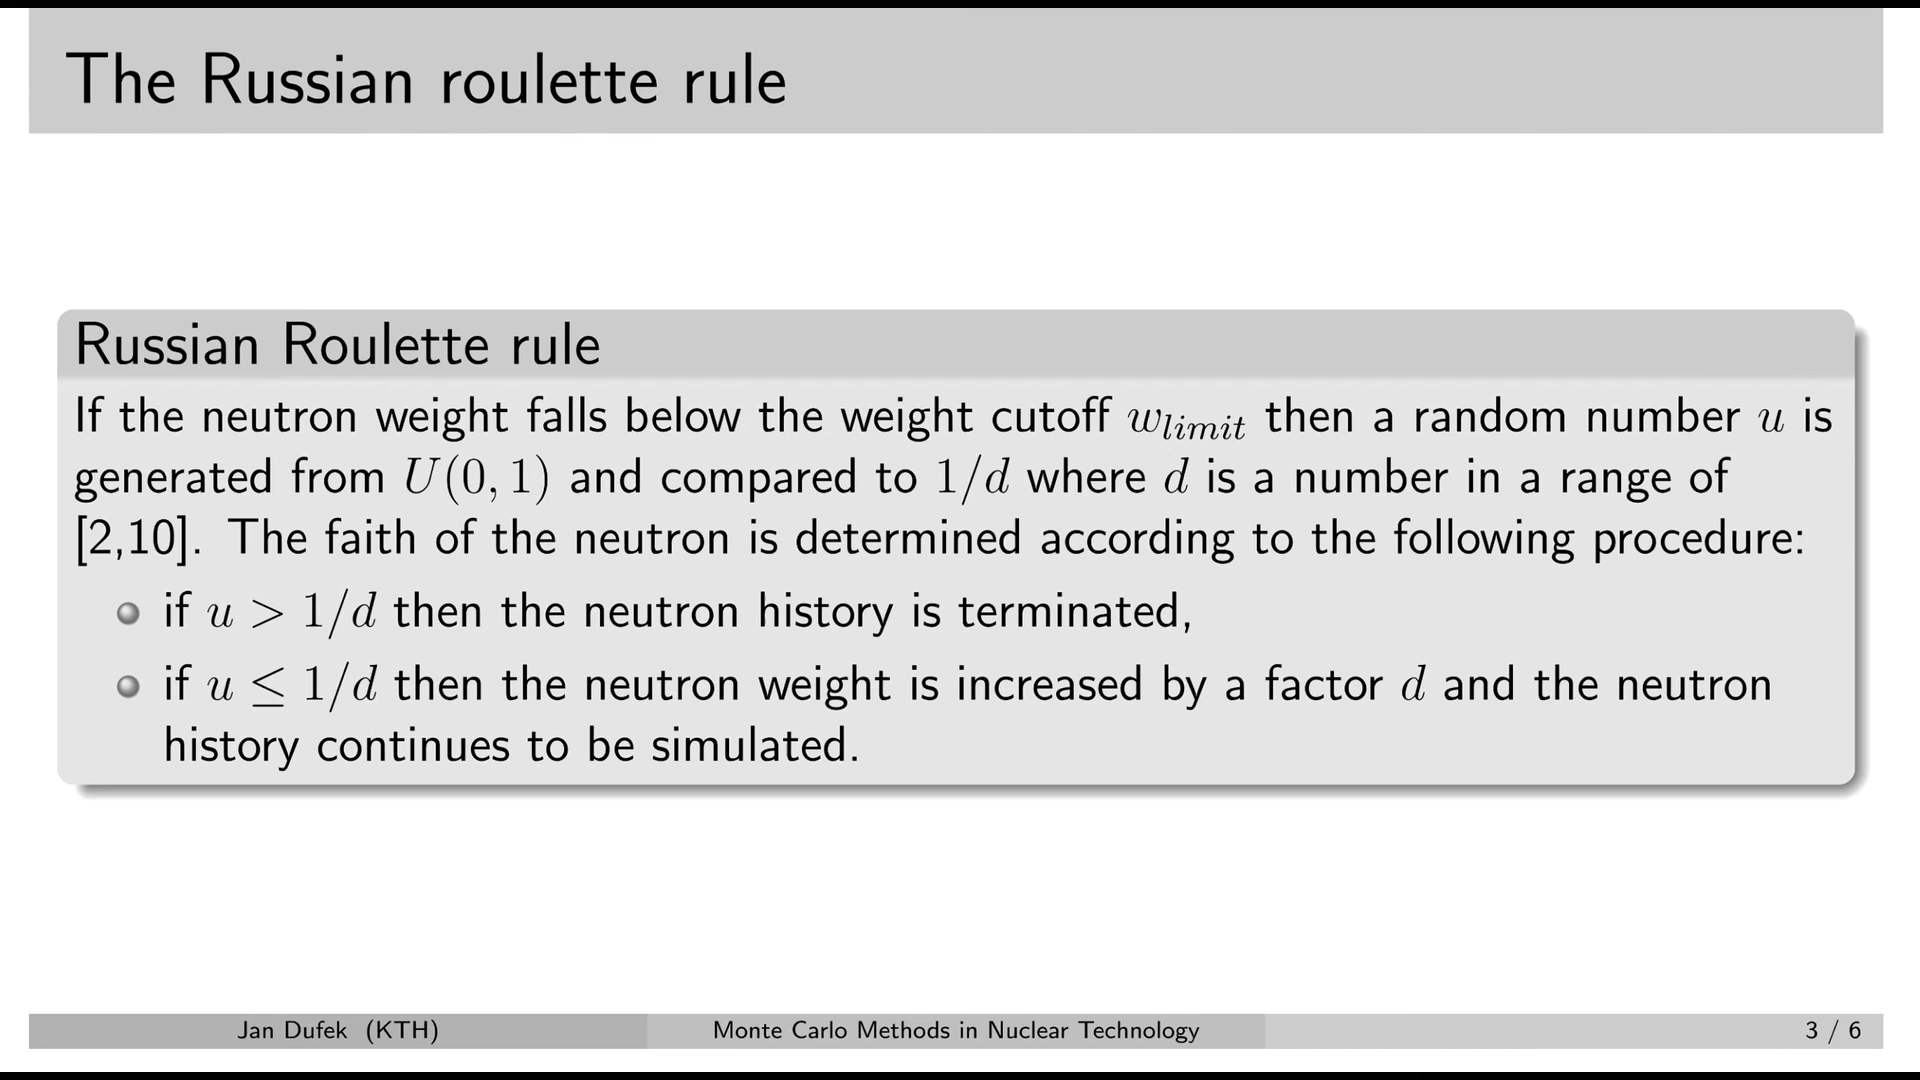 The Russian roulette rule
Russian Roulette rule
If the neutron weight falls below the weight cutoff $w_{limit}$ then a random number $u$ is
generated from $U(0,1)$ and compared to $1/d$ where $d$ is a number in a range of
[2,10]. The faith of the neutron is determined according to the following procedure:
if $u > 1/d$ then the neutron history is terminated,
if $u \leq 1/d$ then the neutron weight is increased by a factor $d$ and the neutron
history continues to be simulated.
Jan Dufek (KTH)
Monte Carlo Methods in Nuclear Technology
3 / 6